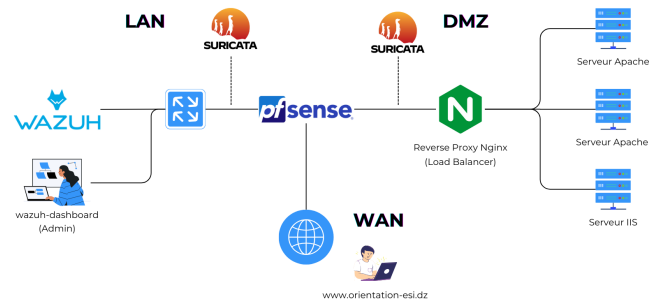 LAN
SURICATA
SURICATA
DMZ
Serveur Apache
WAZUH
pfsense
N
Reverse Proxy Nginx
(Load Balancer)
Serveur Apache
wazuh-dashboard
(Admin)
WAN
Serveur IIS
www.orientation-esi.dz